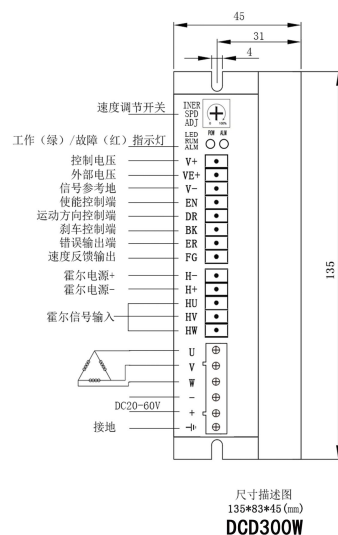 45
31
4
速度调节开关
INER
SPD
ADJ
0 100%
LED
RUM
ALM
POW ALM
工作（绿）/故障（红）指示灯
控制电压 V+
外部电压 VE+
信号参考地 V-
使能控制端 EN
运动方向控制端 DR
刹车控制端 BK
错误输出端 ER
速度反馈输出 FG
霍尔电源+ H-
霍尔电源- H+
HU
霍尔信号输入 HV
HW
U
V
W
-
DC20-60V
+
接地
135
尺寸描述图
135*83*45(mm)
DCD300W